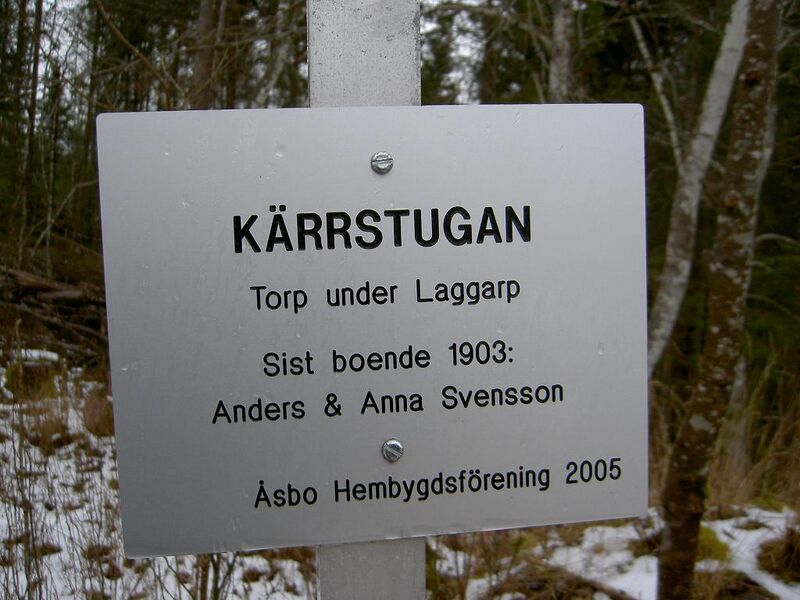 KÄRRSTUGAN
Torp under Laggarp
Sist boende 1903:
Anders & Anna Svensson
Åsbo Hembygdsförening 2005